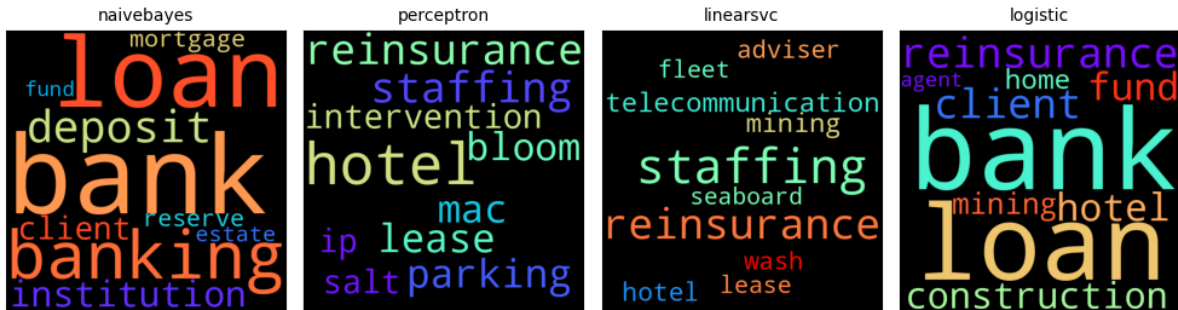 naivebayes
mortgage
loan
fund
deposit
bank
client reserve
estate
banking
institution
perceptron
reinsurance
staffing
intervention
bloom
hotel
mac
ip lease
salt parking
linearsvc
adviser
fleet
telecommunication
mining
staffing
seaboard
reinsurance
wash
hotel lease
logistic
reinsurance
agent home fund
client
bank
mining hotel
loan
construction